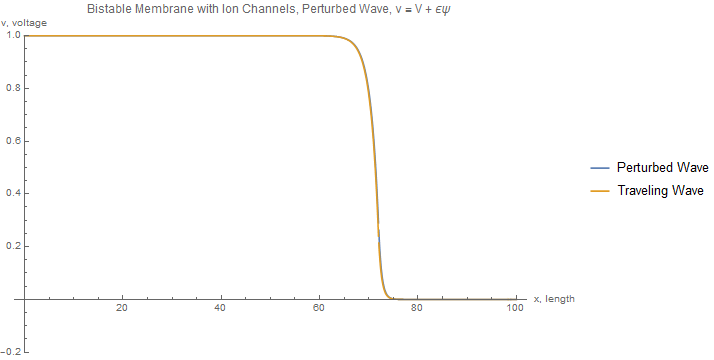 Bistable Membrane with Ion Channels, Perturbed Wave, v = V + ϵψ
v, voltage
1.0
0.8
0.6
0.4
0.2
-0.2
20
40
60
80
100
x, length
Perturbed Wave
Traveling Wave